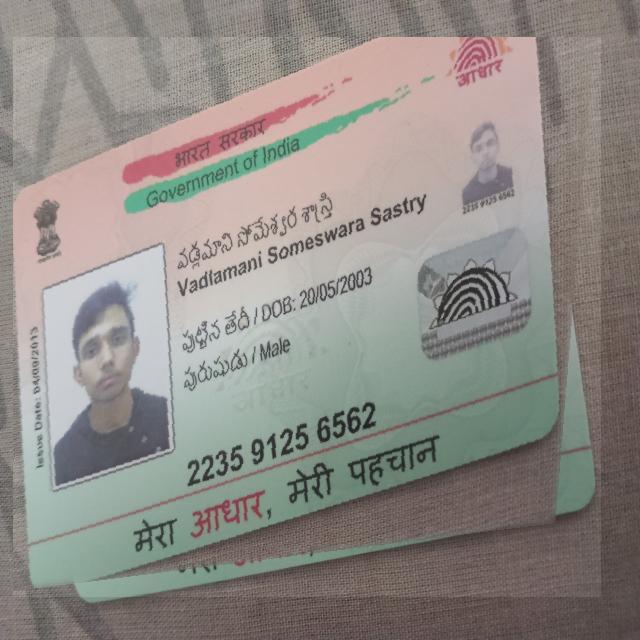 आधार
भारत सरकार
Government of India
2235 9125 6562
వడ్లమాని సోమేశ్వర శాస్త్రి
Vadlamani Someswara Sastry
పుట్టిన తేదీ / DOB: 20/05/2003
పురుషుడు / Male
Issue Date: 04/09/2013
2235 9125 6562
मेरा आधार, मेरी पहचान